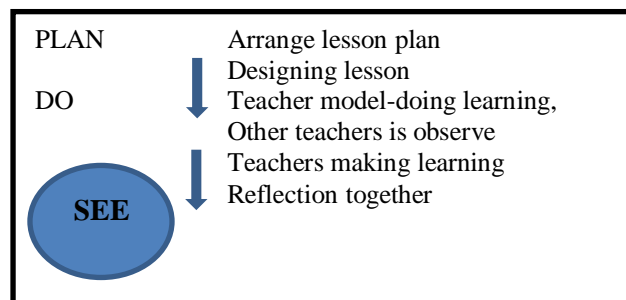 PLAN Arrange lesson plan
Designing lesson
DO Teacher model-doing learning,
Other teachers is observe
Teachers making learning
SEE Reflection together